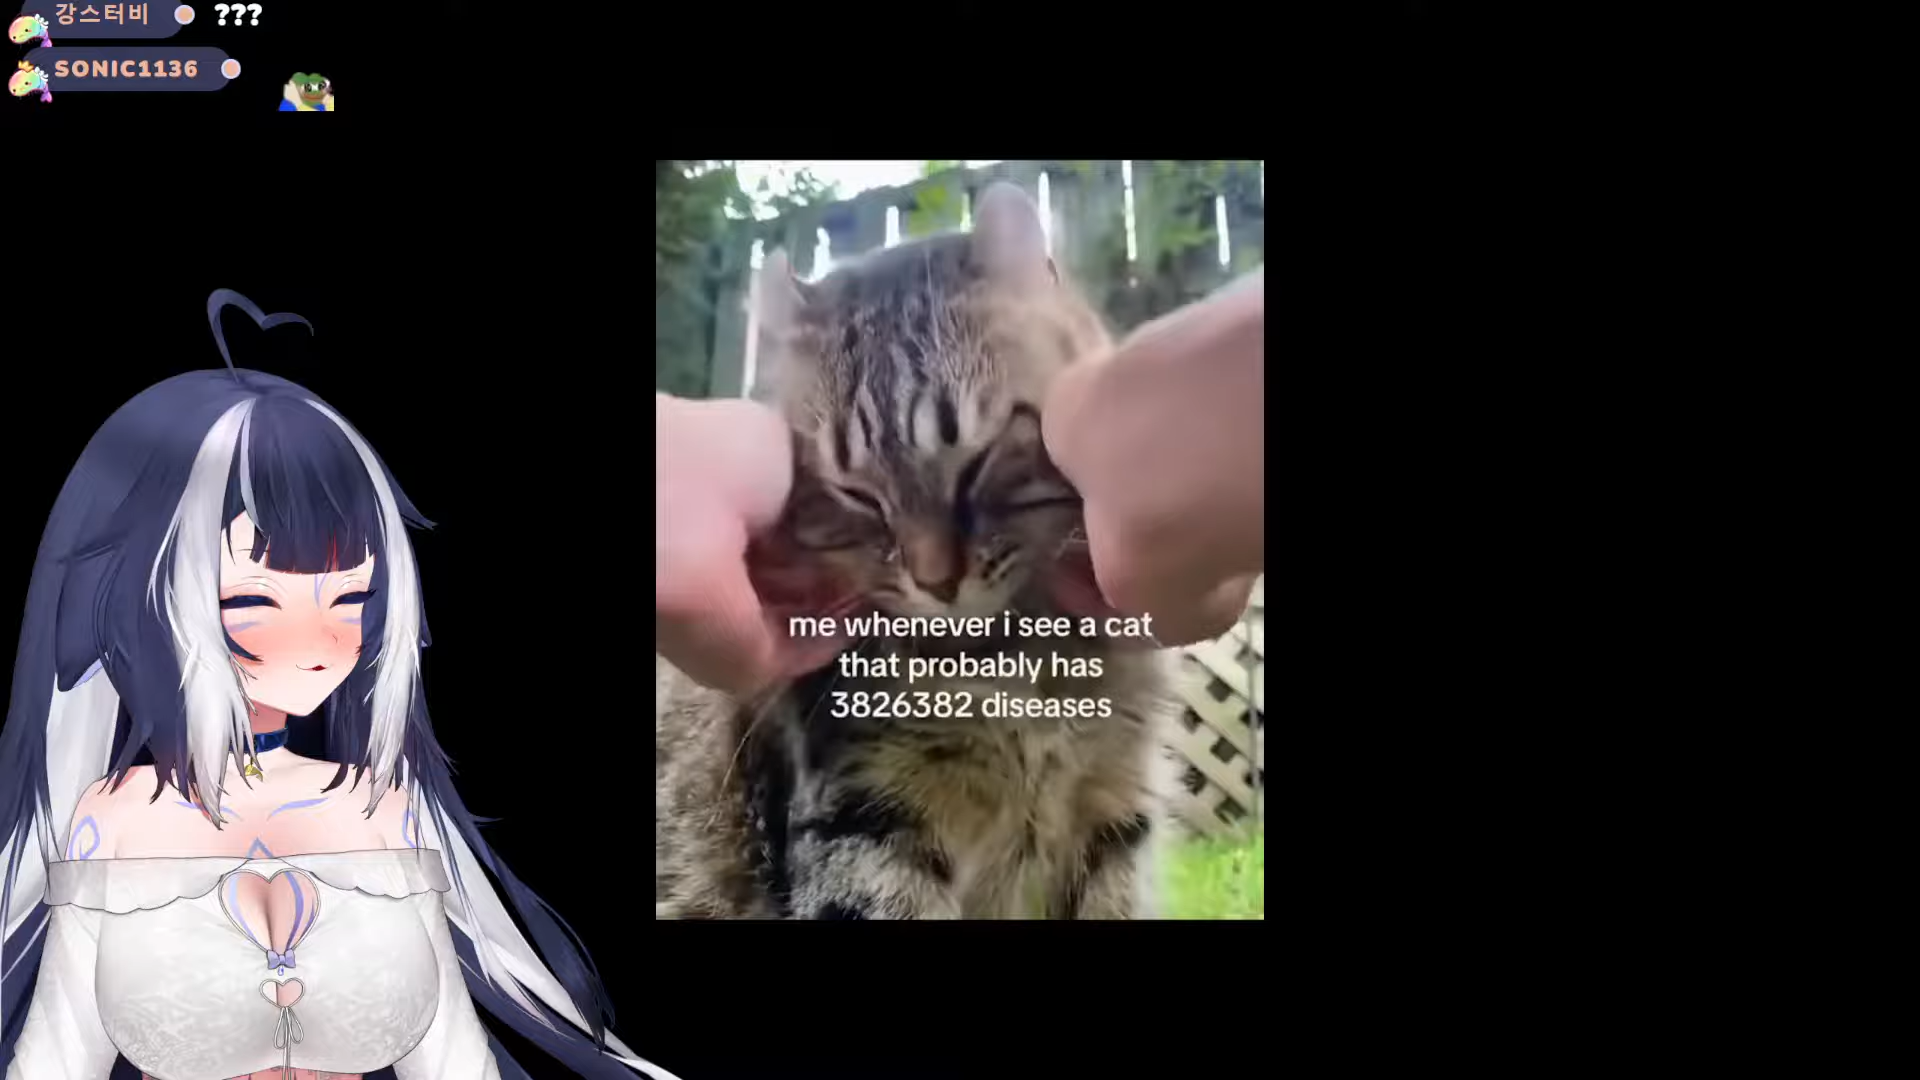 강스터비 ???
SONIC1136
me whenever i see a cat
that probably has
3826382 diseases